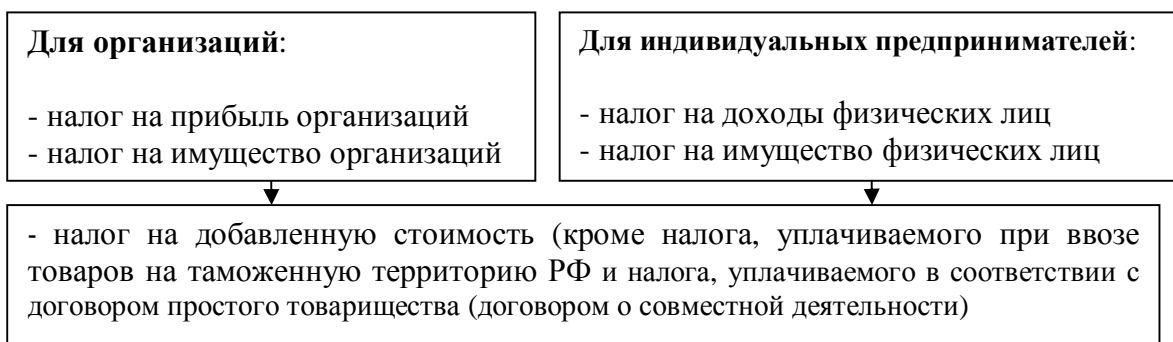 Для организаций:
- налог на прибыль организаций
- налог на имущество организаций
Для индивидуальных предпринимателей:
- налог на доходы физических лиц
- налог на имущество физических лиц
- налог на добавленную стоимость (кроме налога, уплачиваемого при ввозе
товаров на таможенную территорию РФ и налога, уплачиваемого в соответствии с
договором простого товарищества (договором о совместной деятельности)